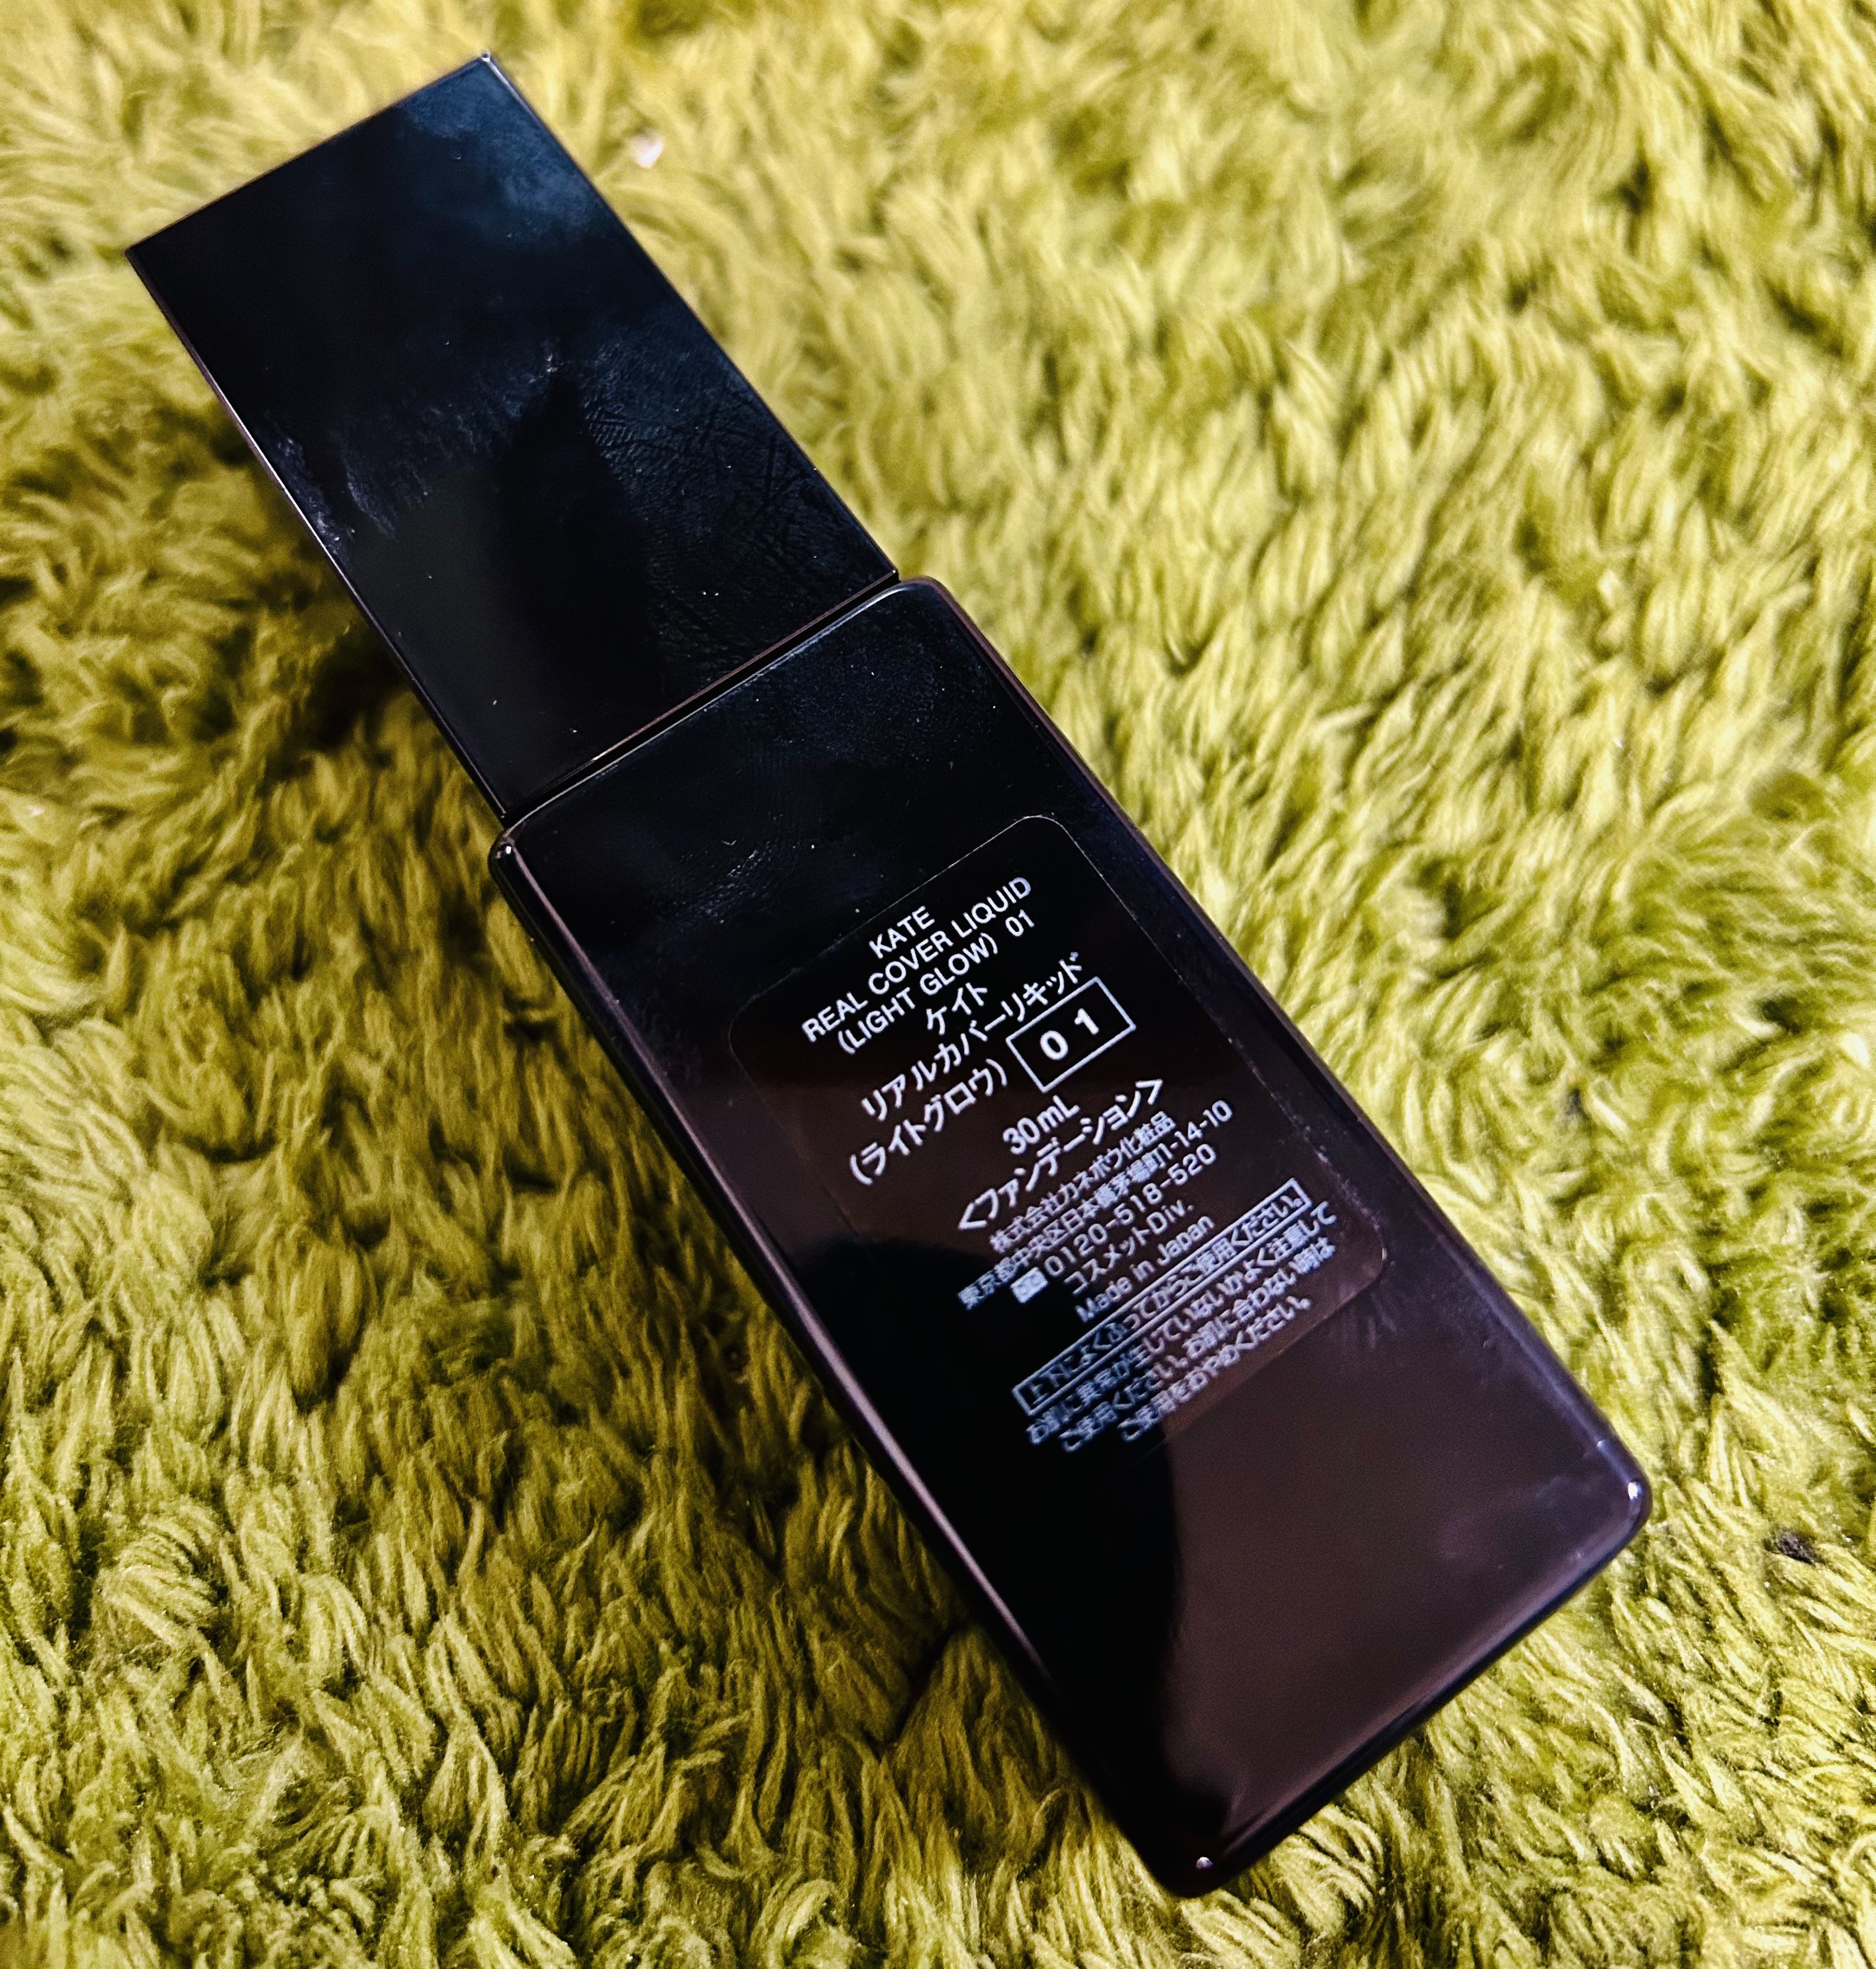 KATE
REAL COVER LIQUID
(LIGHT GLOW) 01
ケイト
リアルカバーリキッド
(ライトグロウ) 01
30mL
<ファンデーション>
株式会社カネボウ化粧品
東京都中央区日本橋茅場町1-14-10
0120-518-520
コスメットDiv.
Made in Japan
上下によくふってからご使用ください。
お肌に異常が生じていないかよく注意して
ご使用ください。お肌に合わない時は
ご使用をおやめください。